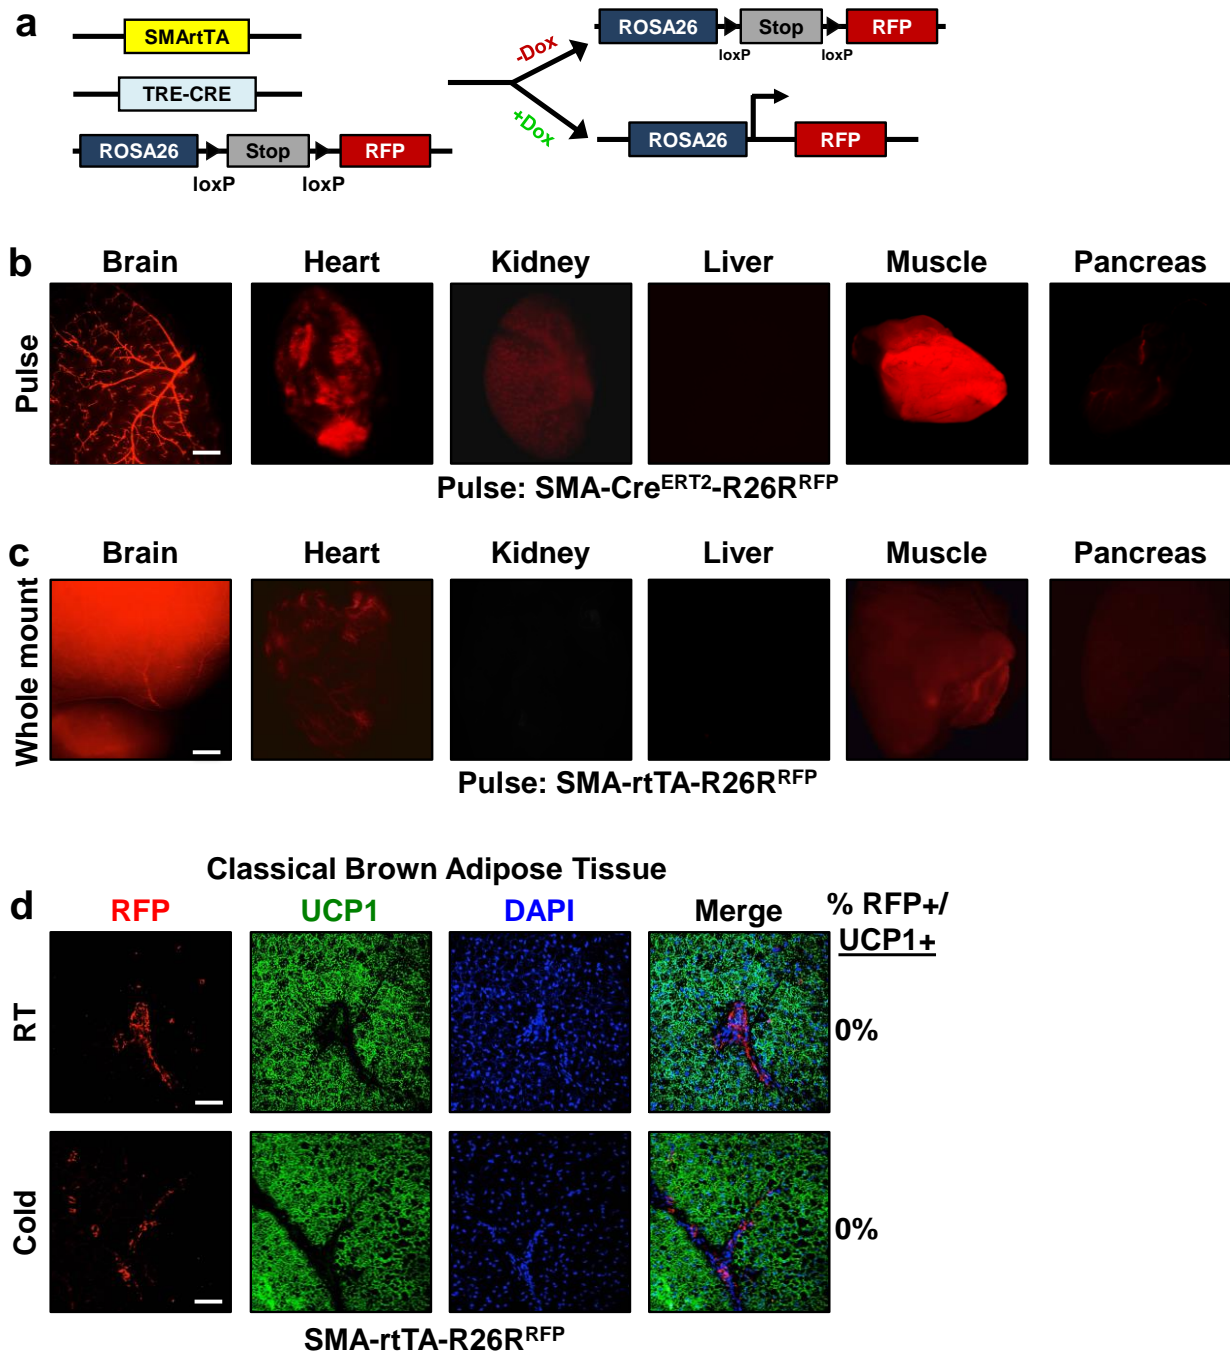 a
SMArtTA
TRE-CRE
ROSA26 Stop RFP
loxP loxP
-Dox
+Dox
ROSA26 Stop RFP
loxP loxP
ROSA26 RFP
b
Brain Heart Kidney Liver Muscle Pancreas
Pulse
Pulse: SMA-CreERT2-R26RRFP
c
Brain Heart Kidney Liver Muscle Pancreas
Whole mount
Pulse: SMA-rtTA-R26RRFP
Classical Brown Adipose Tissue
d
RFP UCP1 DAPI Merge % RFP+/
UCP1+
RT
0%
Cold
0%
SMA-rtTA-R26RRFP